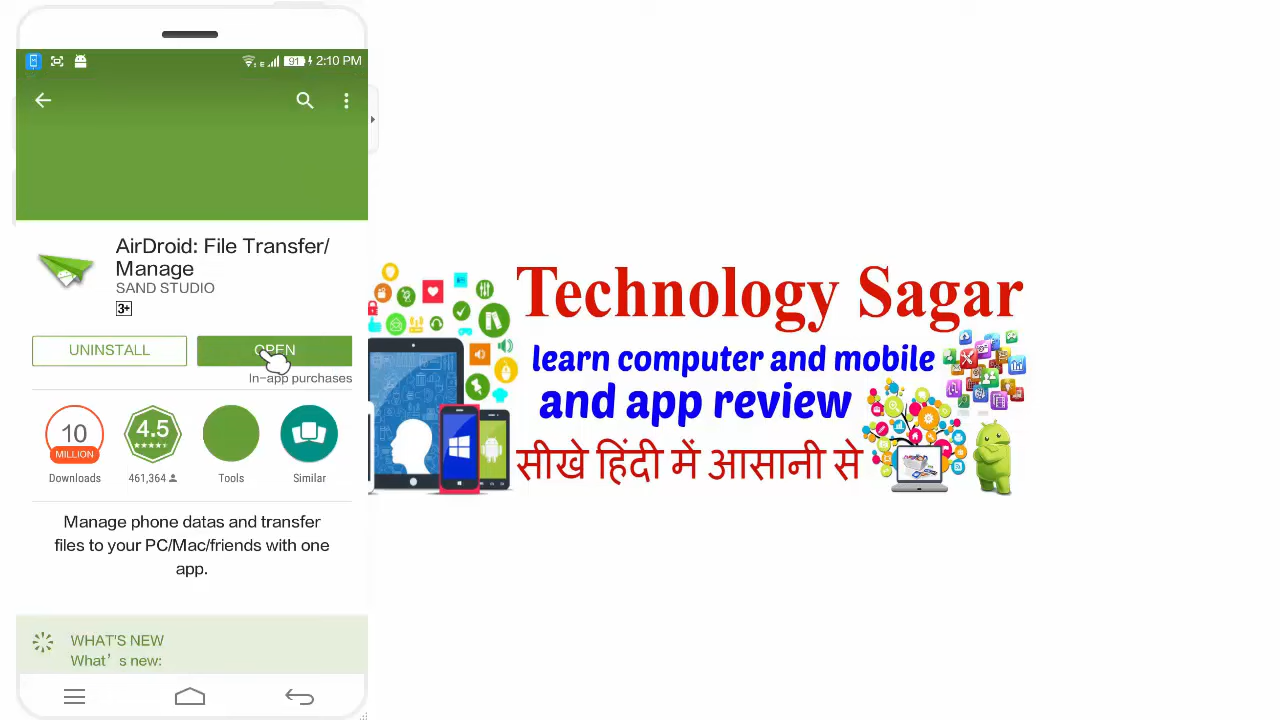 91 2:10 PM
AirDroid: File Transfer/
Manage
SAND STUDIO
3+
UNINSTALL
OPEN
In-app purchases
10
MILLION
4.5
Downloads
461,364
Tools
Similar
Manage phone datas and transfer
files to your PC/Mac/friends with one
app.
WHAT'S NEW
What's new:
Technology Sagar
learn computer and mobile
and app review
सीखे हिंदी में आसानी से